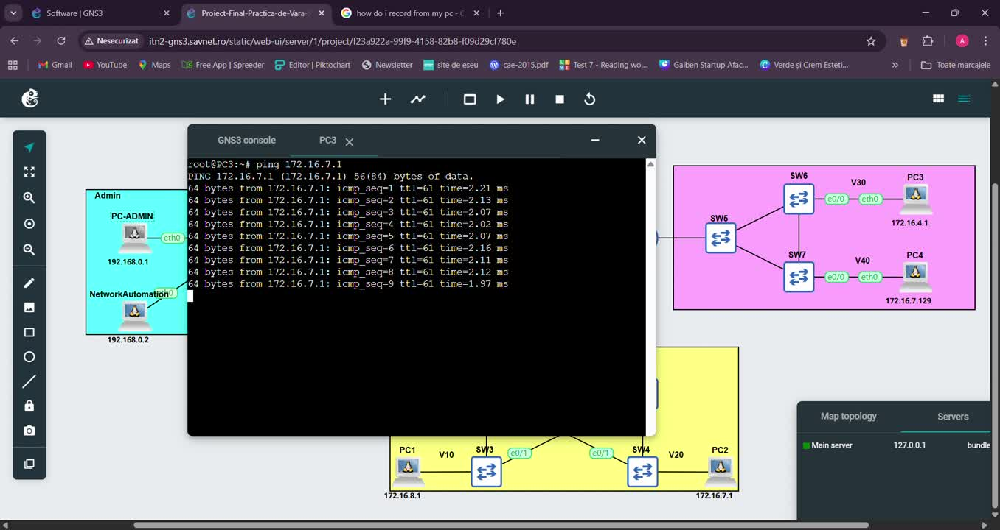 Software | GNS3
Proiect-Final-Practica-de-Vara-
how do i record from my pc - 
Nesecurizat
itn2-gns3.savnet.ro/static/web-ui/server/1/project/f23a922a-99f9-4158-82b8-f09d29cf780e
A
Gmail
YouTube
Maps
Free App | Spreeder
Editor | Piktochart
Newsletter
site de eseu
cae-2015.pdf
Test 7 - Reading wo...
Galben Startup Afac...
Verde și Crem Esteti...
»
Toate marcajele
GNS3 console
PC3
root@PC3:~# ping 172.16.7.1
PING 172.16.7.1 (172.16.7.1) 56(84) bytes of data.
64 bytes from 172.16.7.1: icmp_seq=1 ttl=61 time=2.21 ms
64 bytes from 172.16.7.1: icmp_seq=2 ttl=61 time=2.13 ms
64 bytes from 172.16.7.1: icmp_seq=3 ttl=61 time=2.07 ms
64 bytes from 172.16.7.1: icmp_seq=4 ttl=61 time=2.02 ms
64 bytes from 172.16.7.1: icmp_seq=5 ttl=61 time=2.07 ms
64 bytes from 172.16.7.1: icmp_seq=6 ttl=61 time=2.16 ms
64 bytes from 172.16.7.1: icmp_seq=7 ttl=61 time=2.11 ms
64 bytes from 172.16.7.1: icmp_seq=8 ttl=61 time=2.12 ms
64 bytes from 172.16.7.1: icmp_seq=9 ttl=61 time=1.97 ms
Admin
PC-ADMIN
eth0
192.168.0.1
NetworkAutomation
eth0
192.168.0.2
SW6
V30
PC3
e0/0
eth0
172.16.4.1
SW5
SW7
V40
PC4
e0/0
eth0
172.16.7.129
PC1
V10
SW3
e0/1
e0/1
SW4
V20
PC2
172.16.8.1
172.16.7.1
Map topology
Servers
Main server
127.0.0.1
bundle